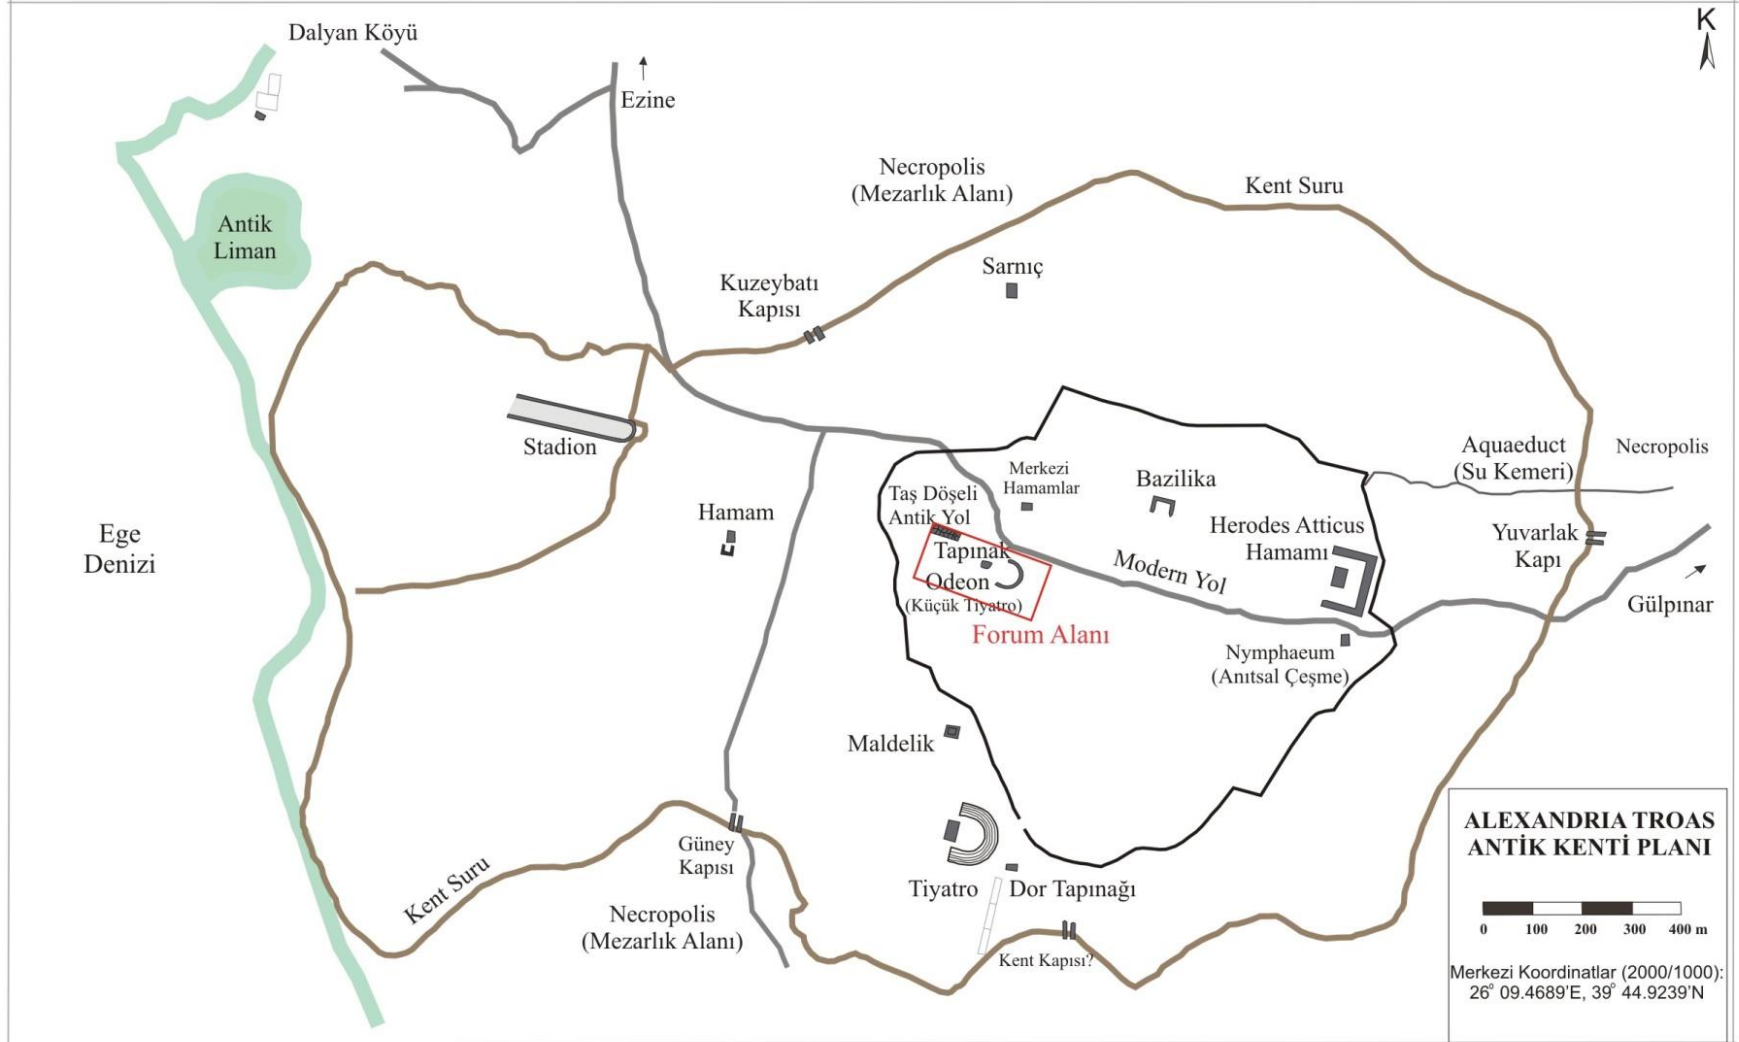 K
Dalyan Köyü
Ezine
Necropolis
(Mezarlık Alanı)
Kent Suru
Antik
Liman
Sarnıç
Kuzeybatı
Kapısı
Stadion
Aquaeduct
(Su Kemeri)
Necropolis
Merkezi
Hamamlar
Bazilika
Taş Döşeli
Antik Yol
Hamam
Herodes Atticus
Hamamı
Ege
Denizi
Yuvarlak
Kapı
Tapınak
Odeon
(Küçük Tiyatro)
Modern Yol
Gülpınar
Forum Alanı
Nymphaeum
(Anıtsal Çeşme)
Maldelik
Güney
Kapısı
Kent Suru
Tiyatro
Dor Tapınağı
Necropolis
(Mezarlık Alanı)
Kent Kapısı?
ALEXANDRIA TROAS
ANTİK KENTİ PLANI
0 100 200 300 400 m
Merkezi Koordinatlar (2000/1000):
26° 09.4689'E, 39° 44.9239'N